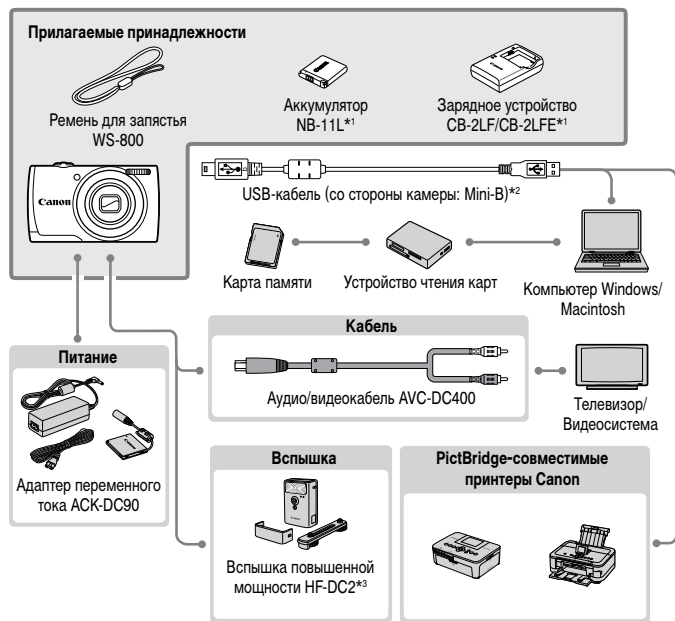 Прилагаемые принадлежности
Ремень для запястья
WS-800
Аккумулятор
NB-11L*1
Зарядное устройство
CB-2LF/CB-2LFE*1
Canon
USB-кабель (со стороны камеры: Mini-B)*2
Карта памяти
Устройство чтения карт
Компьютер Windows/
Macintosh
Кабель
Аудио/видеокабель AVC-DC400
Телевизор/
Видеосистема
Питание
Адаптер переменного
тока ACK-DC90
Вспышка
Вспышка повышенной
мощности HF-DC2*3
PictBridge-совместимые
принтеры Canon